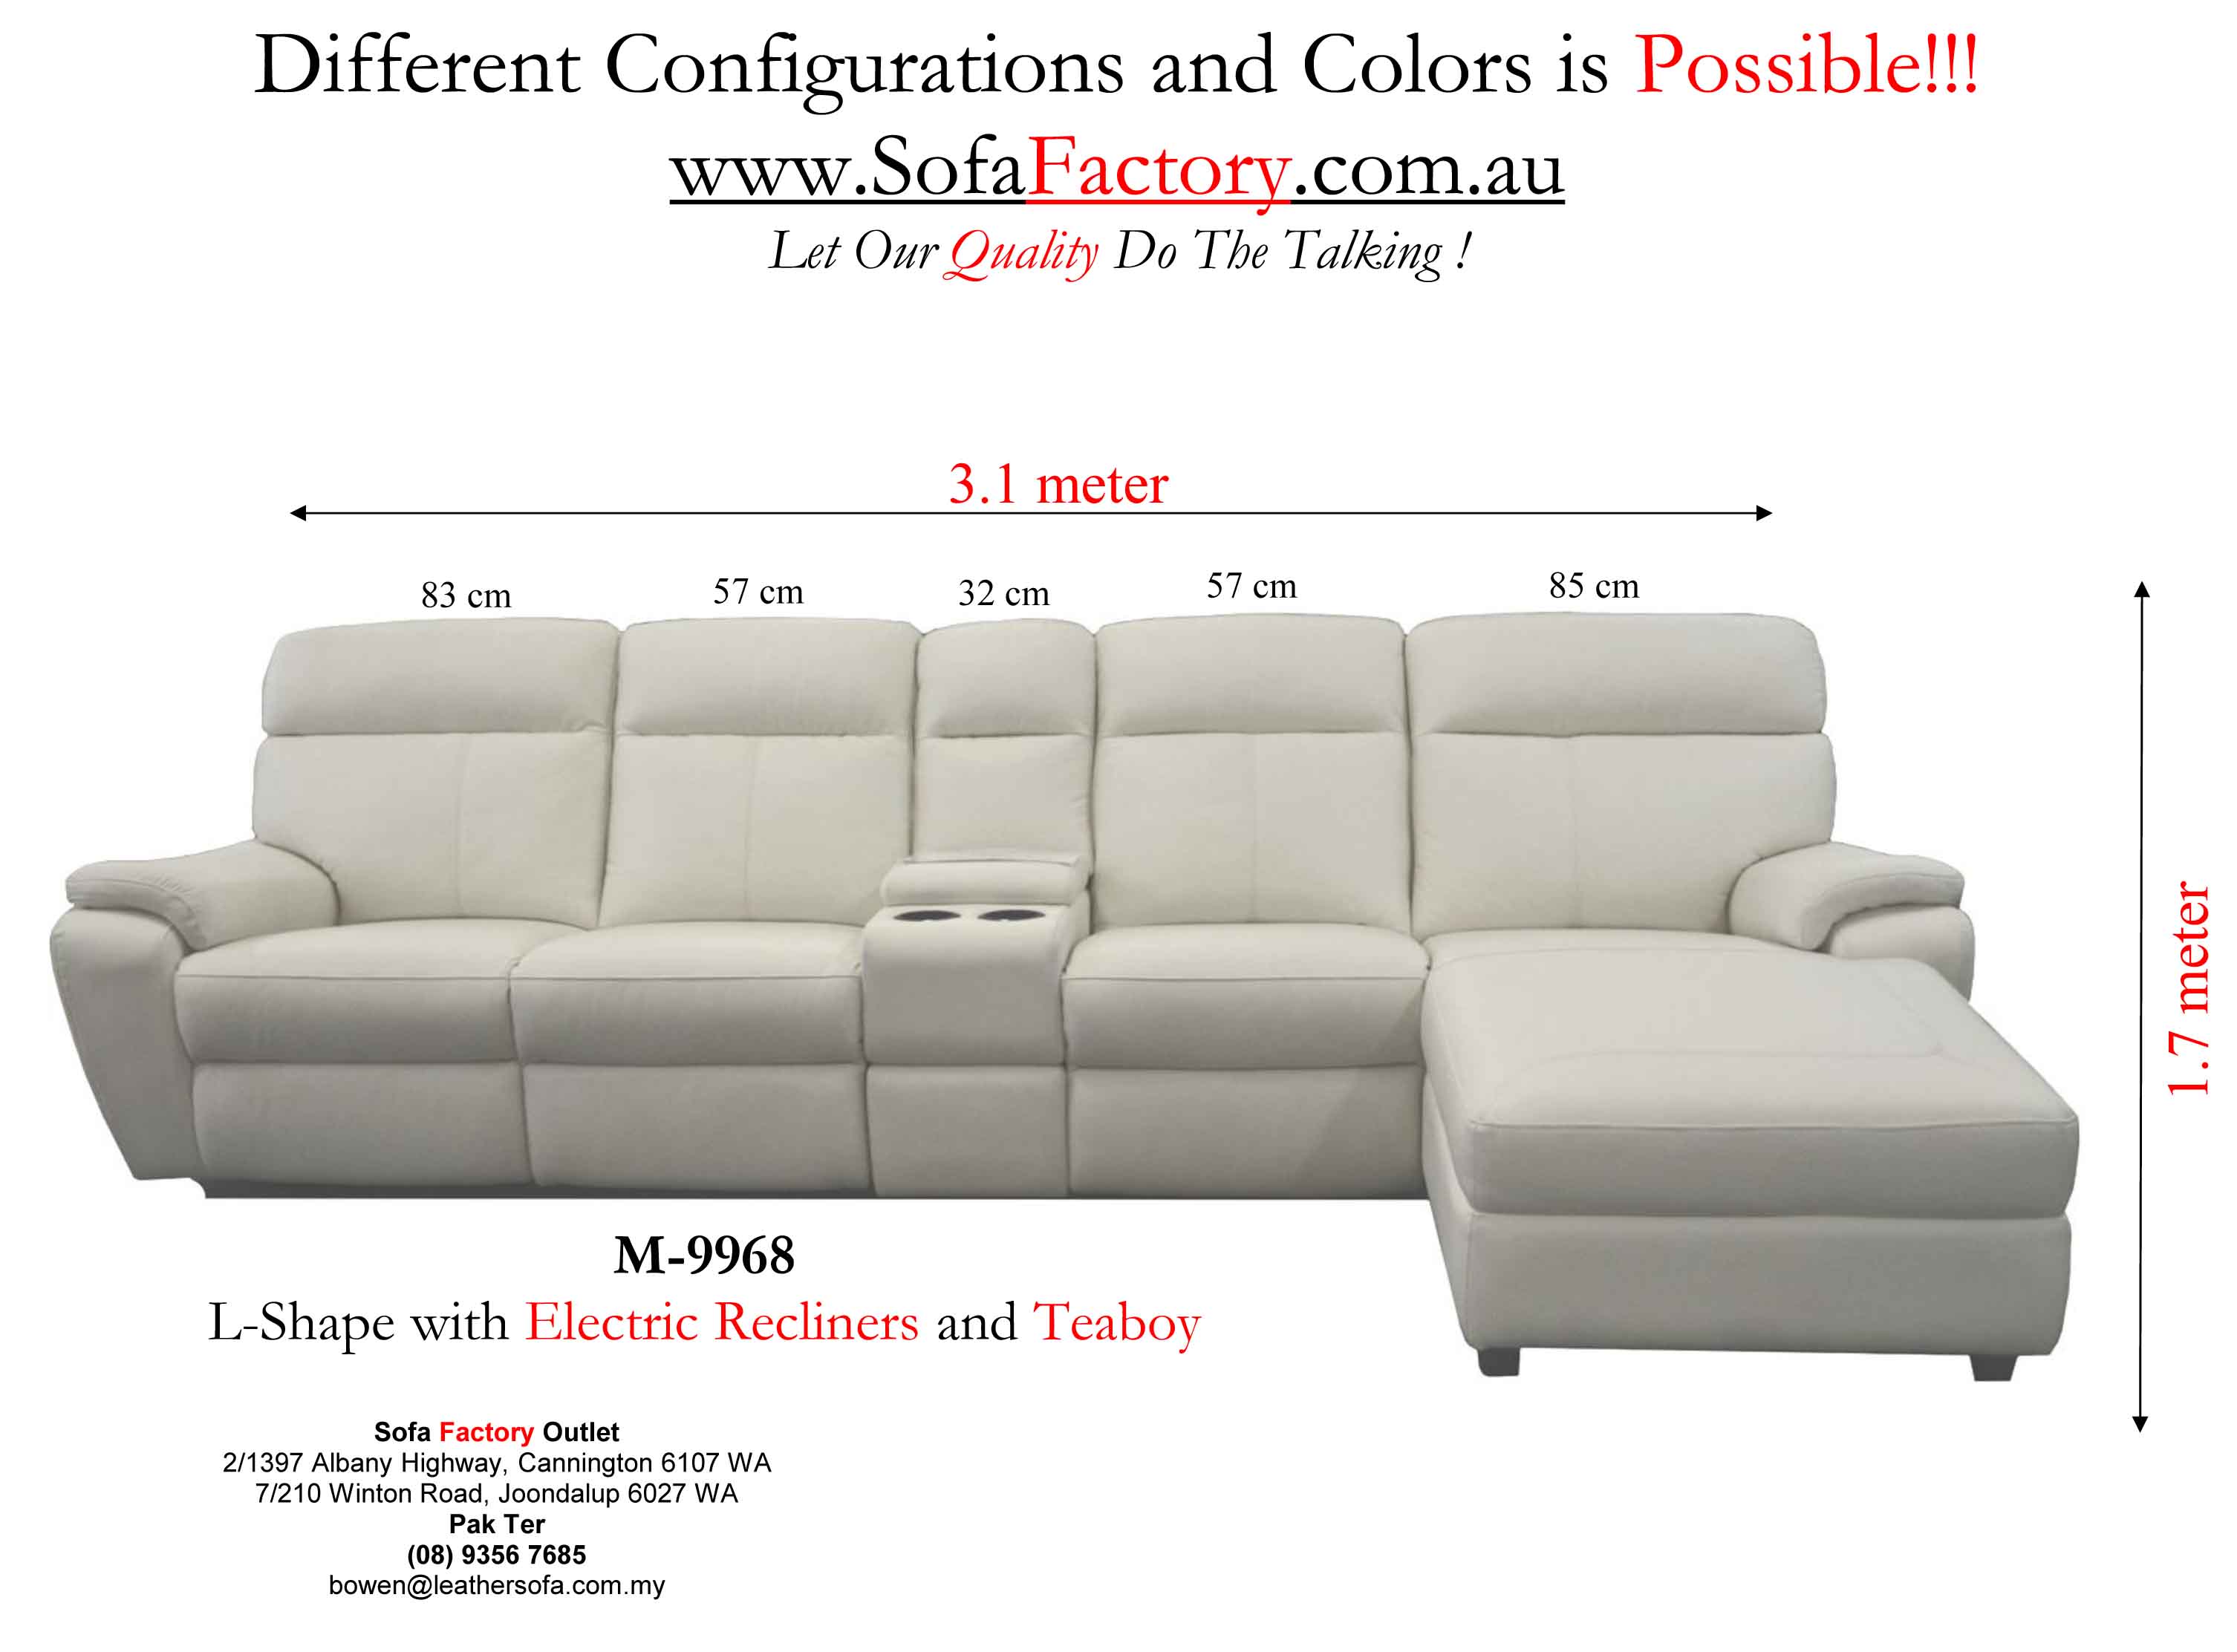 Different Configurations and Colors is Possible!!!
www.SofaFactory.com.au
Let Our Quality Do The Talking !
3.1 meter
83 cm 57 cm 32 cm 57 cm 85 cm
1.7 meter
M-9968
L-Shape with Electric Recliners and Teaboy
Sofa Factory Outlet
2/1397 Albany Highway, Cannington 6107 WA
7/210 Winton Road, Joondalup 6027 WA
Pak Ter
(08) 9356 7685
bowen@leathersofa.com.my